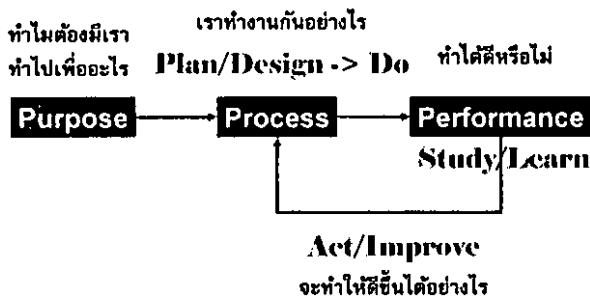 ทำไมต้องมีเรา
ทำไปเพื่ออะไร
เราทำงานกันอย่างไร
Plan/Design -> Do
ทำได้ดีหรือไม่
Purpose
Process
Performance
Study/Learn
Act/Improve
จะทำให้ดีขึ้นได้อย่างไร